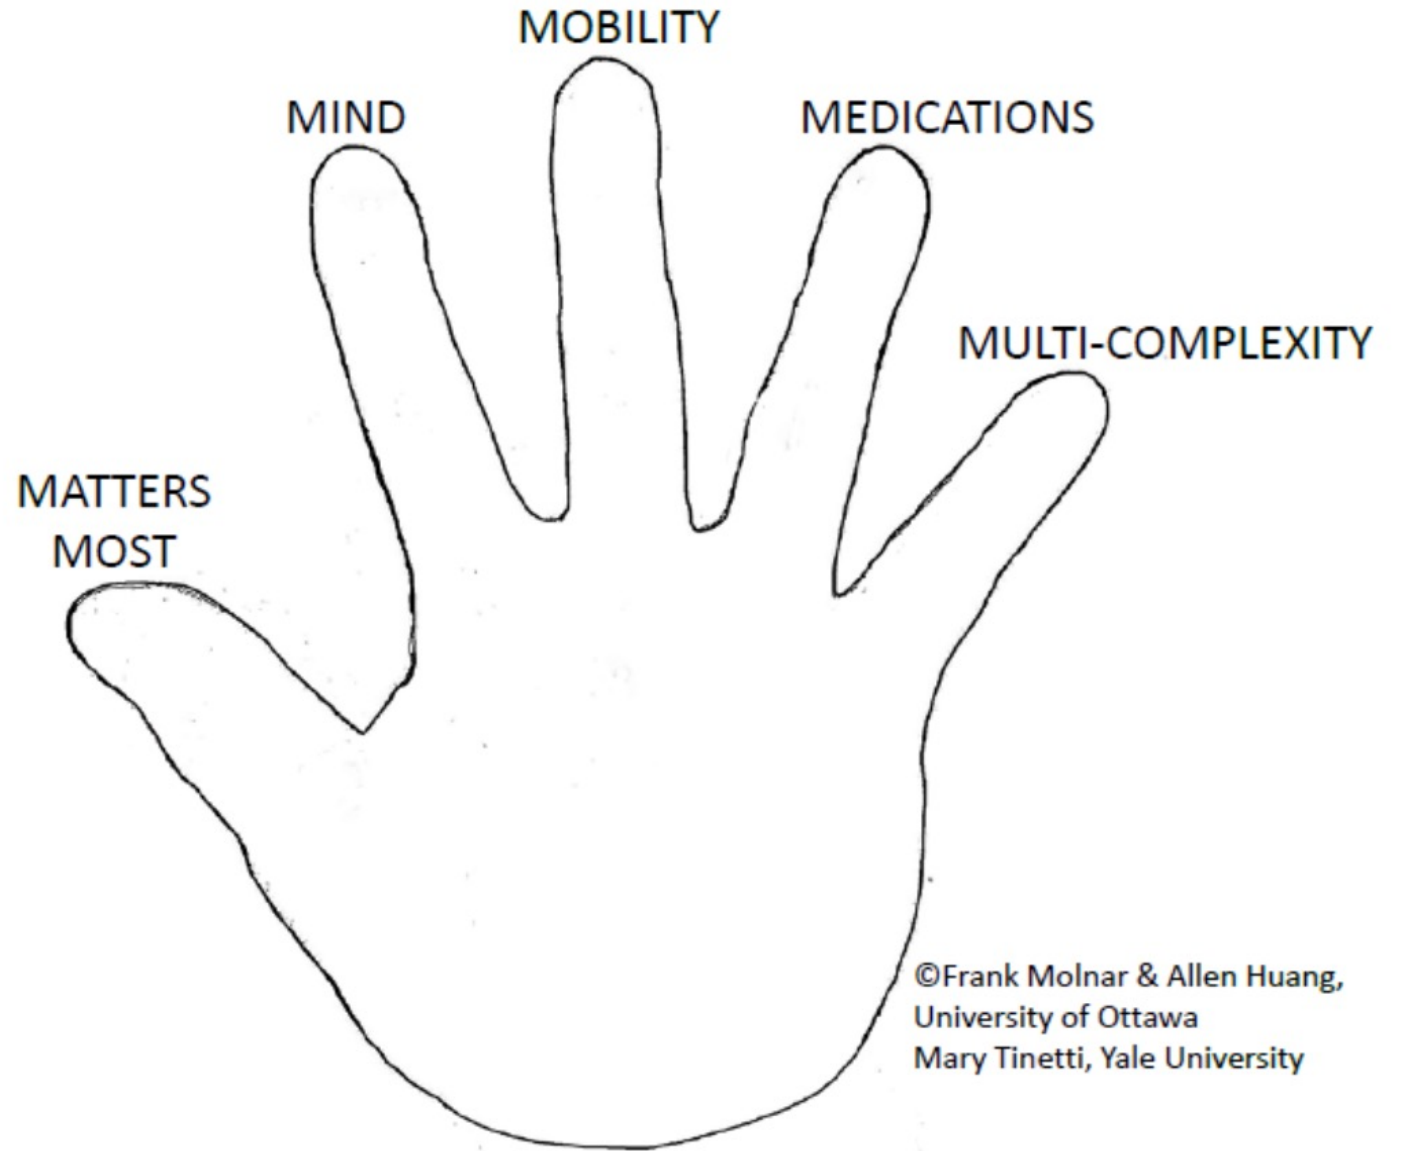 MOBILITY
MIND
MEDICATIONS
MULTI-COMPLEXITY
MATTERS
MOST
©Frank Molnar & Allen Huang,
University of Ottawa
Mary Tinetti, Yale University